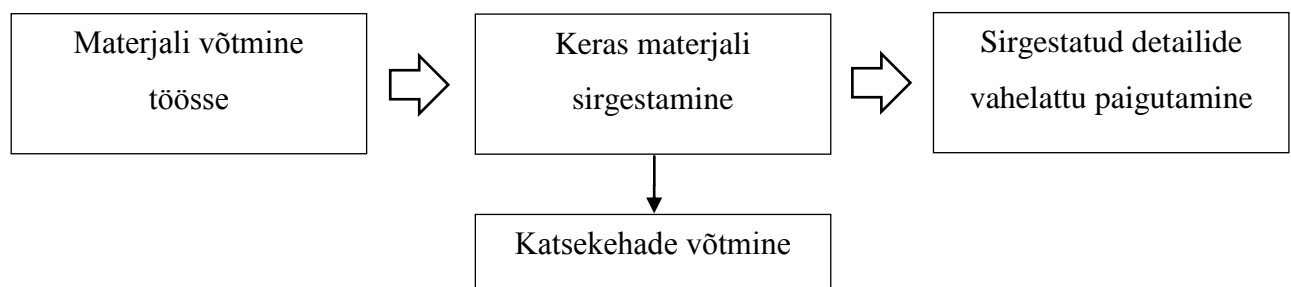 Materjali võtmine
töösse
Keras materjali
sirgestamine
Sirgestatud detailide
vahelattu paigutamine
Katsekehade võtmine